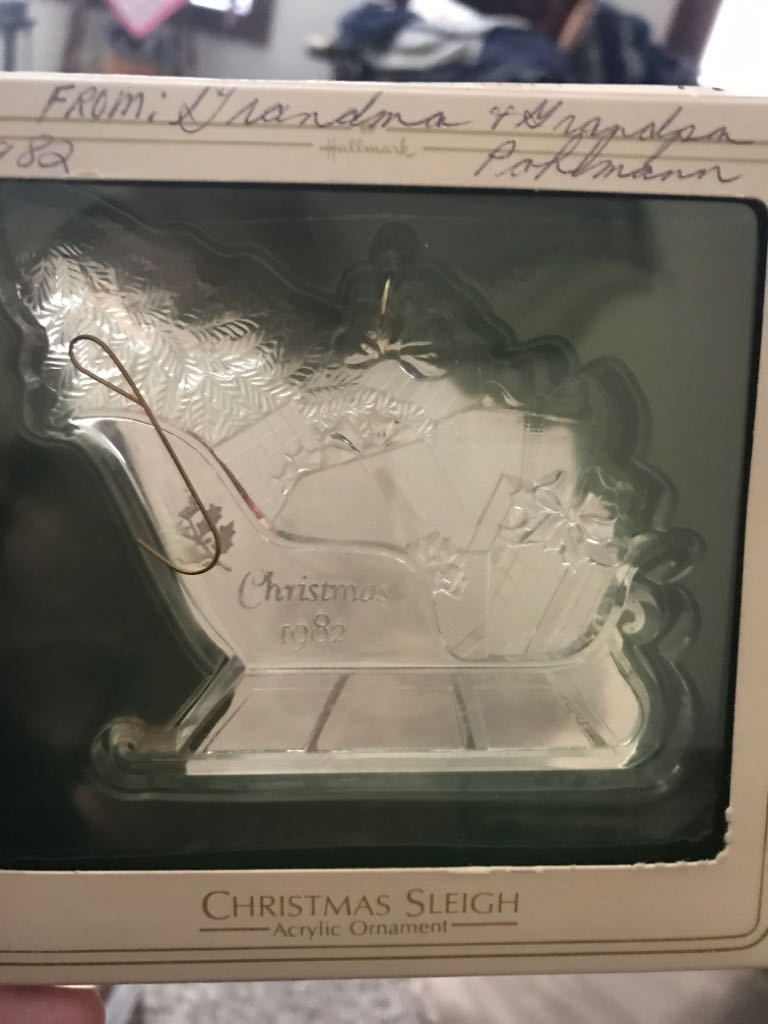 FROM: Grandma & Grandpa
982 Hallmark Pohlmann
Christmas
1982
CHRISTMAS SLEIGH
Acrylic Ornament